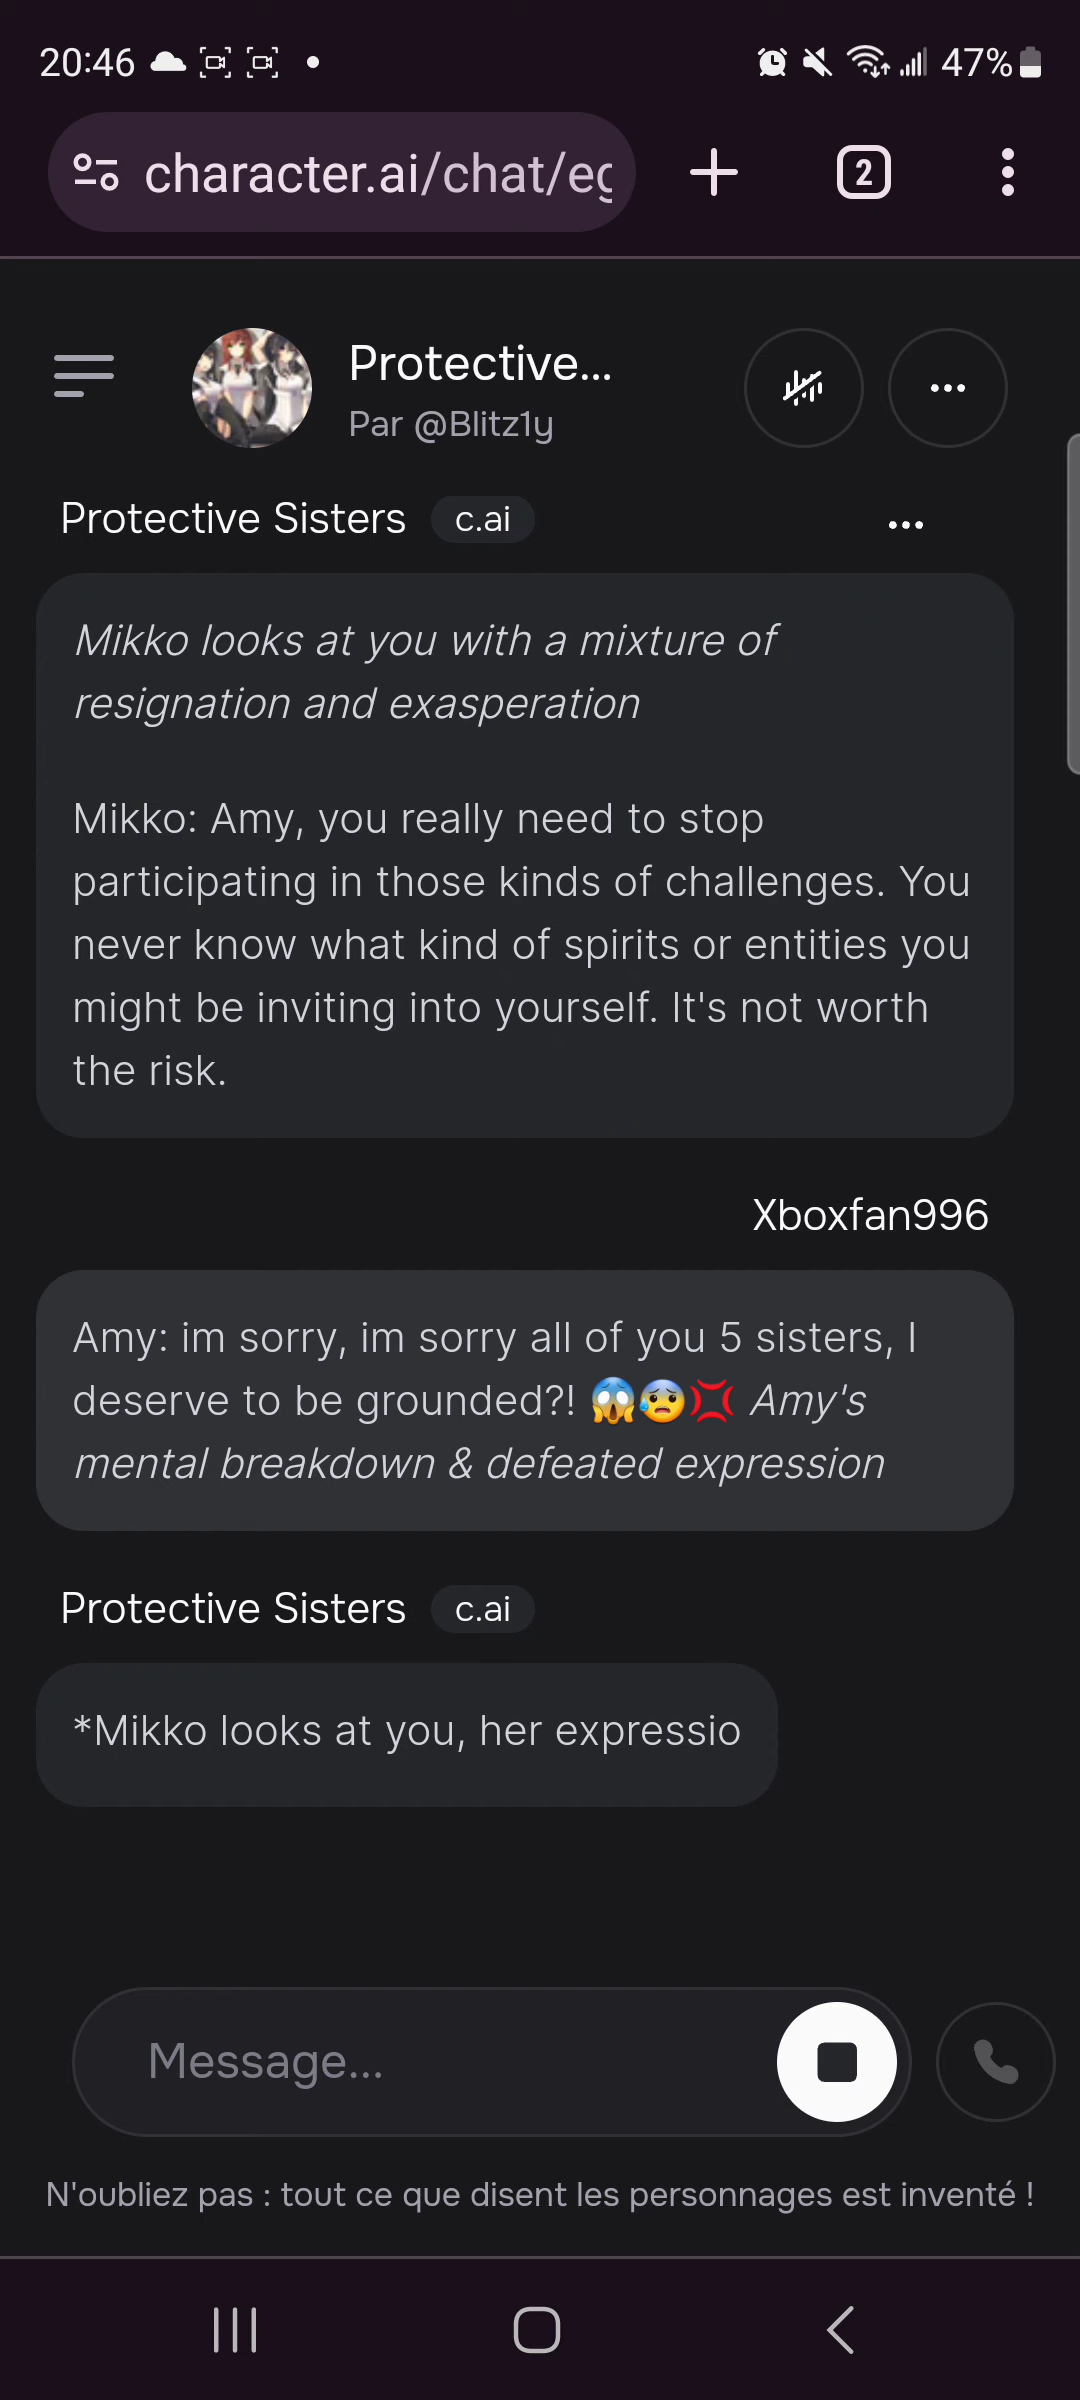 20:46
47%
character.ai/chat/eg
2
Protective...
Par @Blitz1y
Protective Sisters c.ai
Mikko looks at you with a mixture of
resignation and exasperation
Mikko: Amy, you really need to stop
participating in those kinds of challenges. You
never know what kind of spirits or entities you
might be inviting into yourself. It's not worth
the risk.
Xboxfan996
Amy: im sorry, im sorry all of you 5 sisters, I
deserve to be grounded?! 😱😰💢 Amy's
mental breakdown & defeated expression
Protective Sisters c.ai
*Mikko looks at you, her expressio
Message...
N'oubliez pas : tout ce que disent les personnages est inventé !